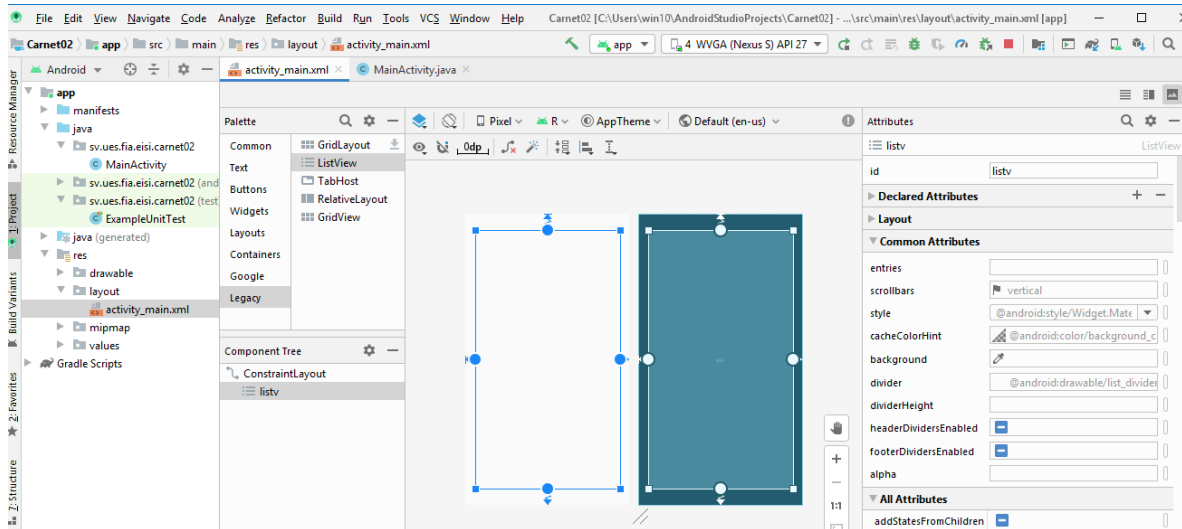 File Edit View Navigate Code Analyze Refactor Build Run Tools VCS Window Help Carnet02 [C:\Users\win10\AndroidStudioProjects\Carnet02] - ...\src\main\res\layout\activity_main.xml [app]
Carnet02 app src main res layout activity_main.xml app 4 WVGA (Nexus S) API 27
Android activity_main.xml MainActivity.java
Resource Manager
1: Project
Build Variants
2: Favorites
7: Structure
app
manifests
java
sv.ues.fia.eisi.carnet02
MainActivity
sv.ues.fia.eisi.carnet02 (and
sv.ues.fia.eisi.carnet02 (test
ExampleUnitTest
java (generated)
res
drawable
layout
activity_main.xml
mipmap
values
Gradle Scripts
Palette
Common
Text
Buttons
Widgets
Layouts
Containers
Google
Legacy
GridLayout
ListView
TabHost
RelativeLayout
GridView
Component Tree
ConstraintLayout
listv
Pixel R AppTheme Default (en-us)
0dp
1:1
Attributes
listv ListView
id listv
Declared Attributes
Layout
Common Attributes
entries
scrollbars vertical
style @android:style/Widget.Mate
cacheColorHint @android:color/background_c
background
divider @android:drawable/list_divider
dividerHeight
headerDividersEnabled
footerDividersEnabled
alpha
All Attributes
addStatesFromChildren